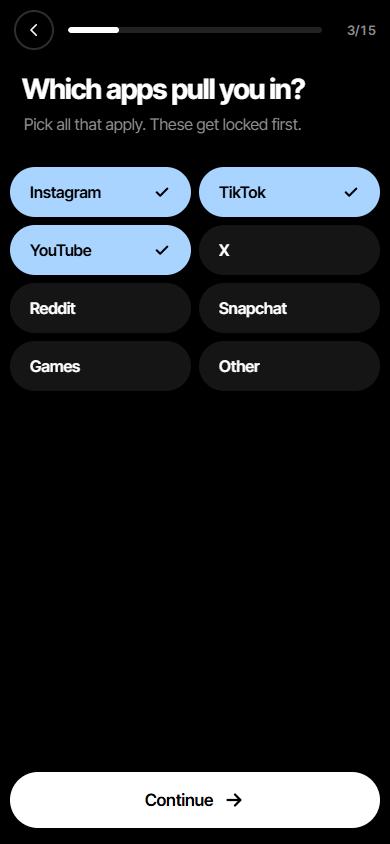 3/15
Which apps pull you in?
Pick all that apply. These get locked first.
Instagram
TikTok
YouTube
X
Reddit
Snapchat
Games
Other
Continue